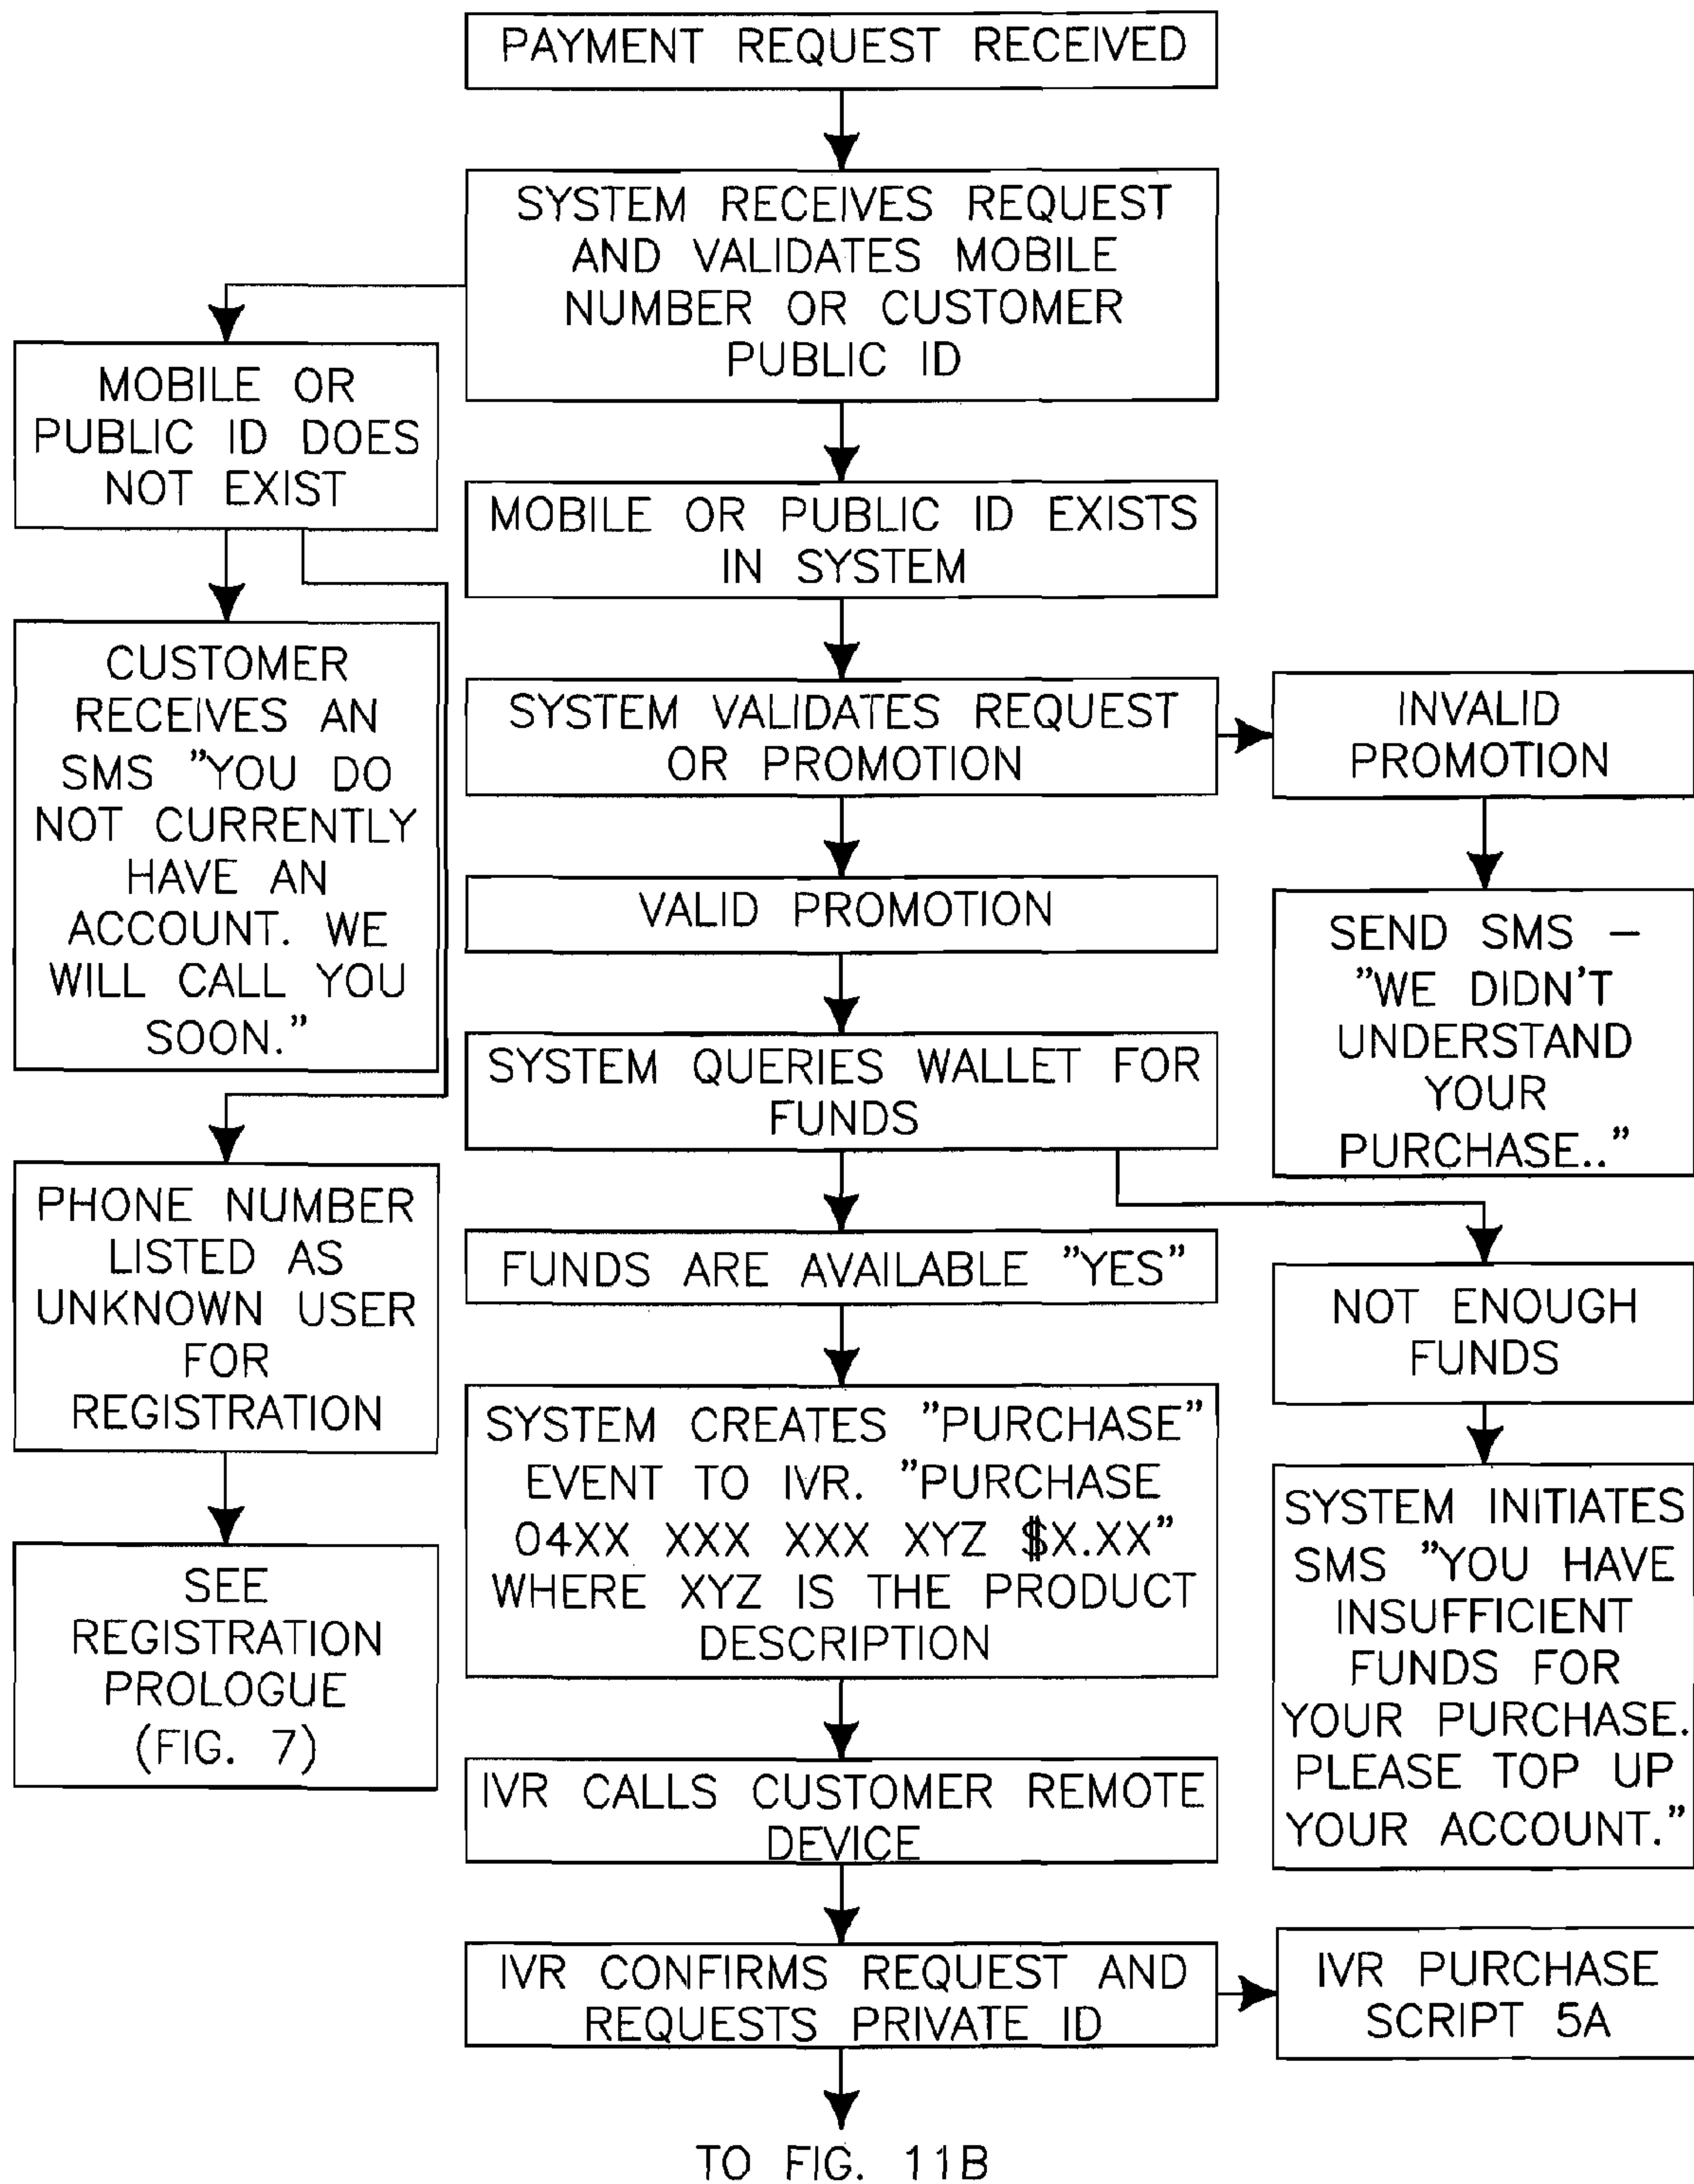 PAYMENT REQUEST RECEIVED
SYSTEM RECEIVES REQUEST
AND VALIDATES MOBILE
NUMBER OR CUSTOMER
PUBLIC ID
MOBILE OR
PUBLIC ID DOES
NOT EXIST
MOBILE OR PUBLIC ID EXISTS
IN SYSTEM
CUSTOMER
RECEIVES AN
SMS "YOU DO
NOT CURRENTLY
HAVE AN
ACCOUNT. WE
WILL CALL YOU
SOON."
SYSTEM VALIDATES REQUEST
OR PROMOTION
INVALID
PROMOTION
VALID PROMOTION
SEND SMS –
"WE DIDN'T
UNDERSTAND
YOUR
PURCHASE.."
SYSTEM QUERIES WALLET FOR
FUNDS
PHONE NUMBER
LISTED AS
UNKNOWN USER
FOR
REGISTRATION
FUNDS ARE AVAILABLE "YES"
NOT ENOUGH
FUNDS
SYSTEM CREATES "PURCHASE"
EVENT TO IVR. "PURCHASE
04XX XXX XXX XYZ $X.XX"
WHERE XYZ IS THE PRODUCT
DESCRIPTION
SYSTEM INITIATES
SMS "YOU HAVE
INSUFFICIENT
FUNDS FOR
YOUR PURCHASE.
PLEASE TOP UP
YOUR ACCOUNT."
SEE
REGISTRATION
PROLOGUE
(FIG. 7)
IVR CALLS CUSTOMER REMOTE
DEVICE
IVR CONFIRMS REQUEST AND
REQUESTS PRIVATE ID
IVR PURCHASE
SCRIPT 5A
TO FIG. 11B